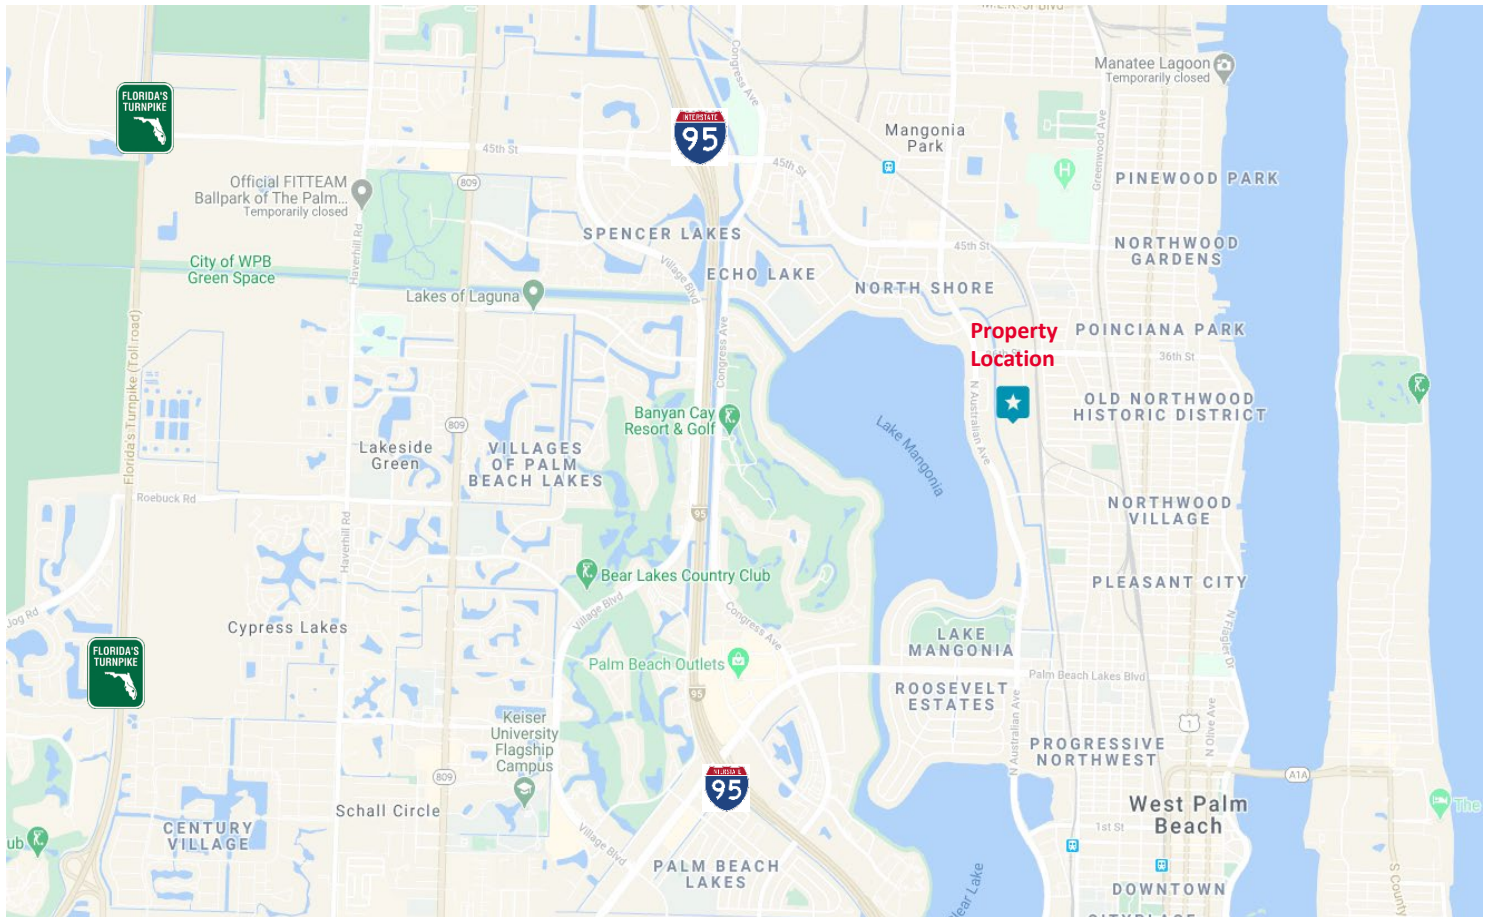 M.L.K. Jr Blvd
Congress Ave
Manatee Lagoon
Temporarily closed
FLORIDA'S
TURNPIKE
INTERSTATE
95
Mangonia
Park
Greenwood Ave
45th St
45th St
H
PINEWOOD PARK
809
Official FITTEAM
Ballpark of The Palm...
Temporarily closed
SPENCER LAKES
Haverhill Rd
45th St
NORTHWOOD
GARDENS
City of WPB
Green Space
Village Blvd
ECHO LAKE
NORTH SHORE
Lakes of Laguna
Property
Location
POINCIANA PARK
36th St
36th St
Florida's Turnpike (Toll road)
Congress Ave
N Australian Ave
OLD NORTHWOOD
HISTORIC DISTRICT
Banyan Cay
Resort & Golf
809
Lake Mangonia
Lakeside
Green
VILLAGES
OF PALM
BEACH LAKES
Roebuck Rd
95
NORTHWOOD
VILLAGE
Haverhill Rd
Bear Lakes Country Club
PLEASANT CITY
Jog Rd
Village Blvd
Congress Ave
N Flagler Dr
Cypress Lakes
LAKE
MANGONIA
FLORIDA'S
TURNPIKE
Palm Beach Outlets
Palm Beach Lakes Blvd
95
ROOSEVELT
ESTATES
Keiser
University
Flagship
Campus
N Australian Ave
1
N Olive Ave
PROGRESSIVE
NORTHWEST
809
INTERSTATE
95
A1A
Schall Circle
West Palm
Beach
The
CENTURY
VILLAGE
1st St
ub
Village Blvd
PALM BEACH
LAKES
lear Lake
DOWNTOWN
S County
CITYPLACE